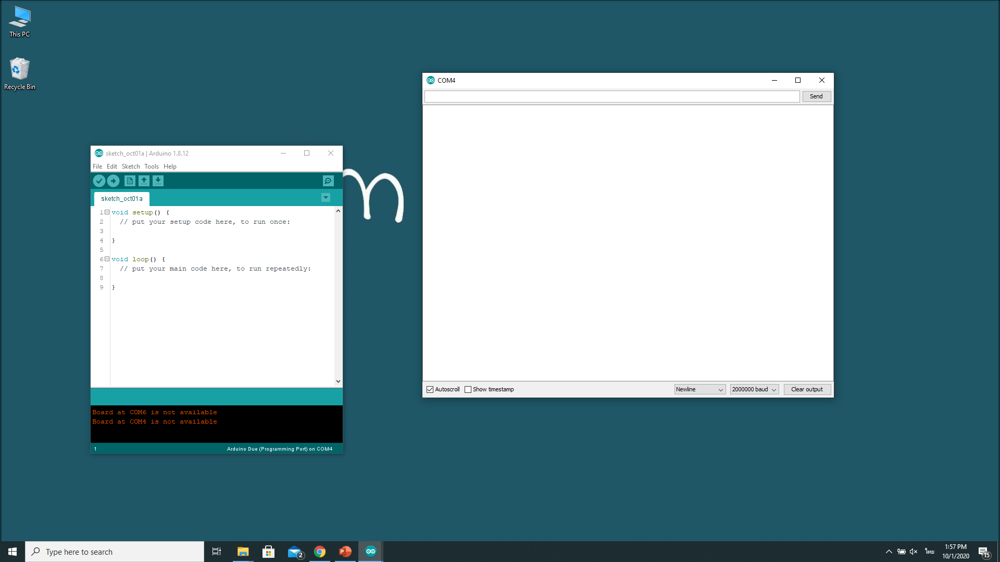 This PC
Recycle Bin
COM4
Send
sketch_oct01a | Arduino 1.8.12
File Edit Sketch Tools Help
m
sketch_oct01a
1 void setup() {
2 // put your setup code here, to run once:
3
4 }
5
6 void loop() {
7 // put your main code here, to run repeatedly:
8
9 }
Autoscroll Show timestamp Newline 2000000 baud Clear output
Board at COM6 is not available
Board at COM4 is not available
1 Arduino Due (Programming Port) on COM4
Type here to search
2
P
ไทย
1:57 PM
10/1/2020
15